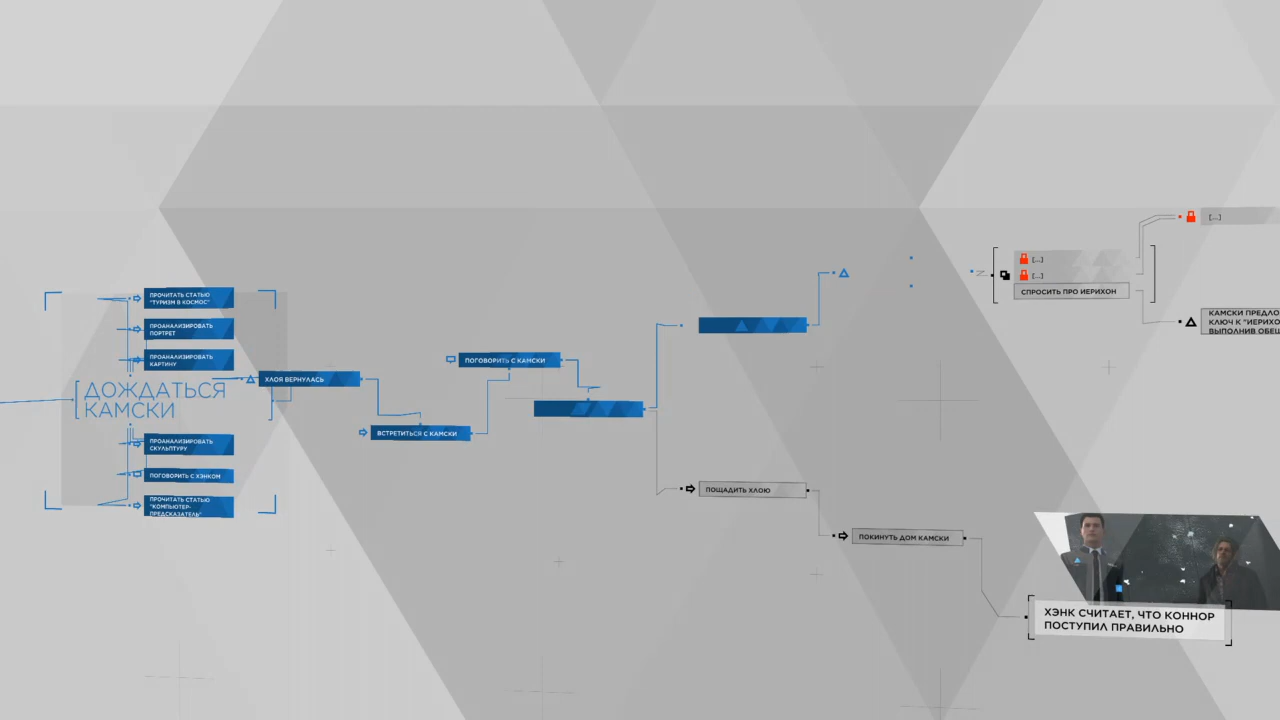 ПРОЧИТАТЬ СТАТЬЮ
"ТУРИЗМ В КОСМОС"
ПРОАНАЛИЗИРОВАТЬ
ПОРТРЕТ
ПРОАНАЛИЗИРОВАТЬ
КАРТИНУ
ДОЖДАТЬСЯ
КАМСКИ
ПРОАНАЛИЗИРОВАТЬ
СКУЛЬПТУРУ
ПОГОВОРИТЬ С ХЭНКОМ
ПРОЧИТАТЬ СТАТЬЮ
"КОМПЬЮТЕР-
ПРЕДСКАЗАТЕЛЬ"
ХЛОЯ ВЕРНУЛАСЬ
ВСТРЕТИТЬСЯ С КАМСКИ
ПОГОВОРИТЬ С КАМСКИ
ПОЩАДИТЬ ХЛОЮ
ПОКИНУТЬ ДОМ КАМСКИ
[...]
[...]
СПРОСИТЬ ПРО ИЕРИХОН
[...]
КАМСКИ ПРЕДЛО
КЛЮЧ К "ИЕРИХО
ВЫПОЛНИВ ОБЕЩ
ХЭНК СЧИТАЕТ, ЧТО КОННОР
ПОСТУПИЛ ПРАВИЛЬНО